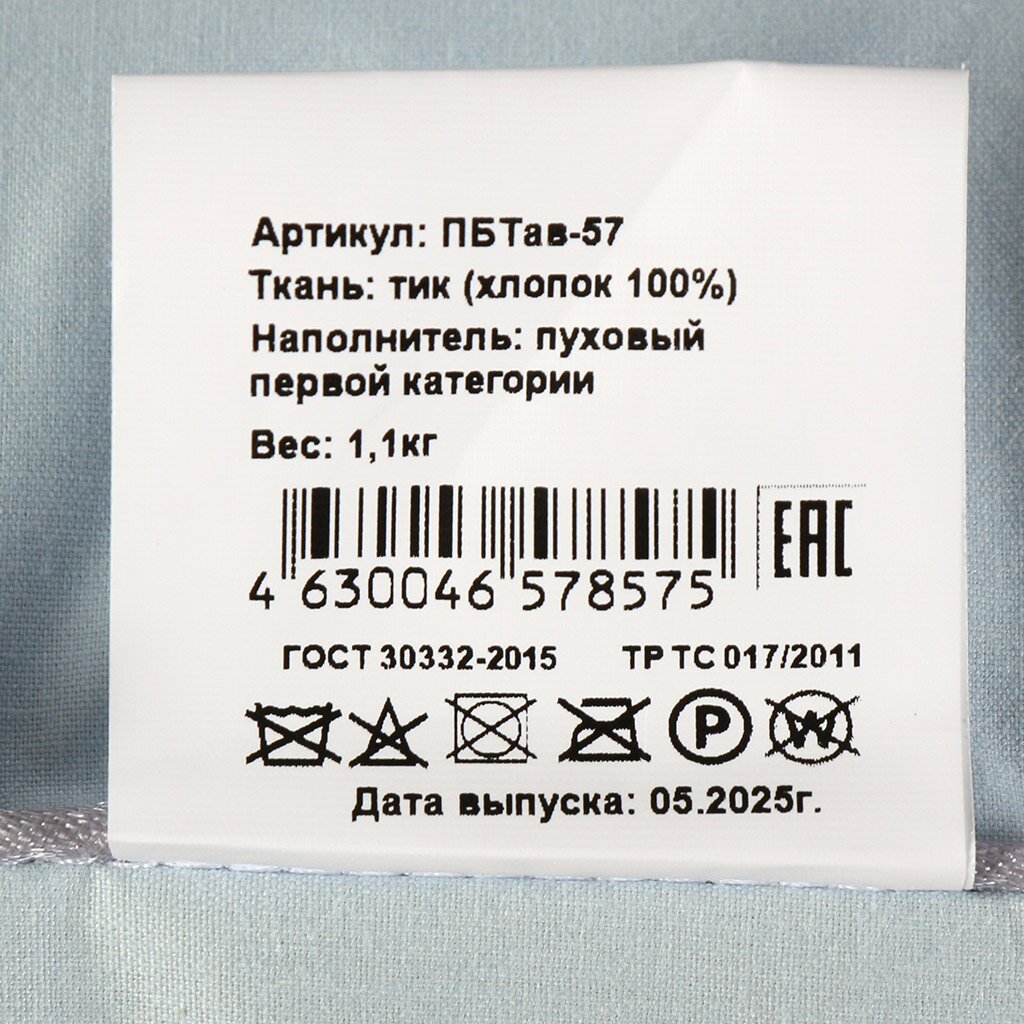 Артикул: ПБТав-57
Ткань: тик (хлопок 100%)
Наполнитель: пуховый
первой категории
Вес: 1,1кг
EAC
4 630046 578575
ГОСТ 30332-2015 ТР ТС 017/2011
P W
Дата выпуска: 05.2025г.